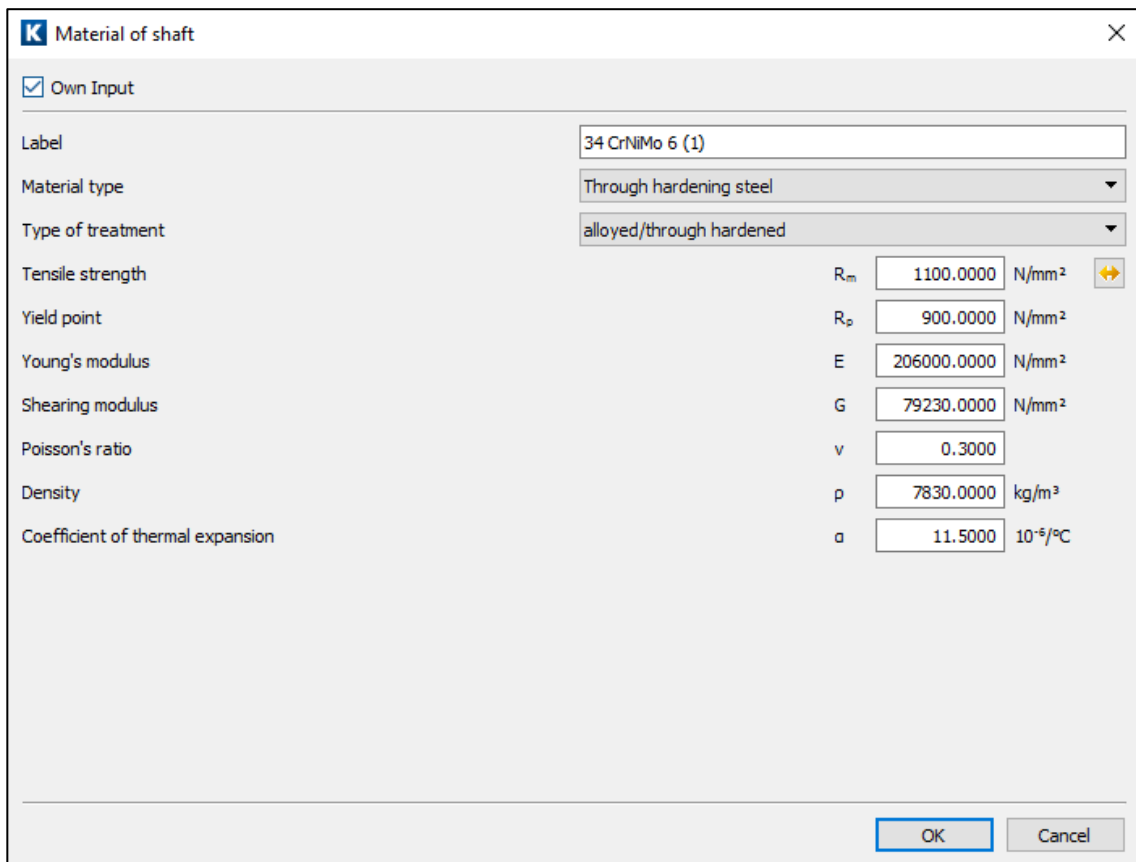 K Material of shaft
Own Input
Label 34 CrNiMo 6 (1)
Material type Through hardening steel
Type of treatment alloyed/through hardened
Tensile strength Rₘ 1100.0000 N/mm²
Yield point Rₚ 900.0000 N/mm²
Young's modulus E 206000.0000 N/mm²
Shearing modulus G 79230.0000 N/mm²
Poisson's ratio ν 0.3000
Density ρ 7830.0000 kg/m³
Coefficient of thermal expansion α 11.5000 10⁻⁶/°C
OK Cancel